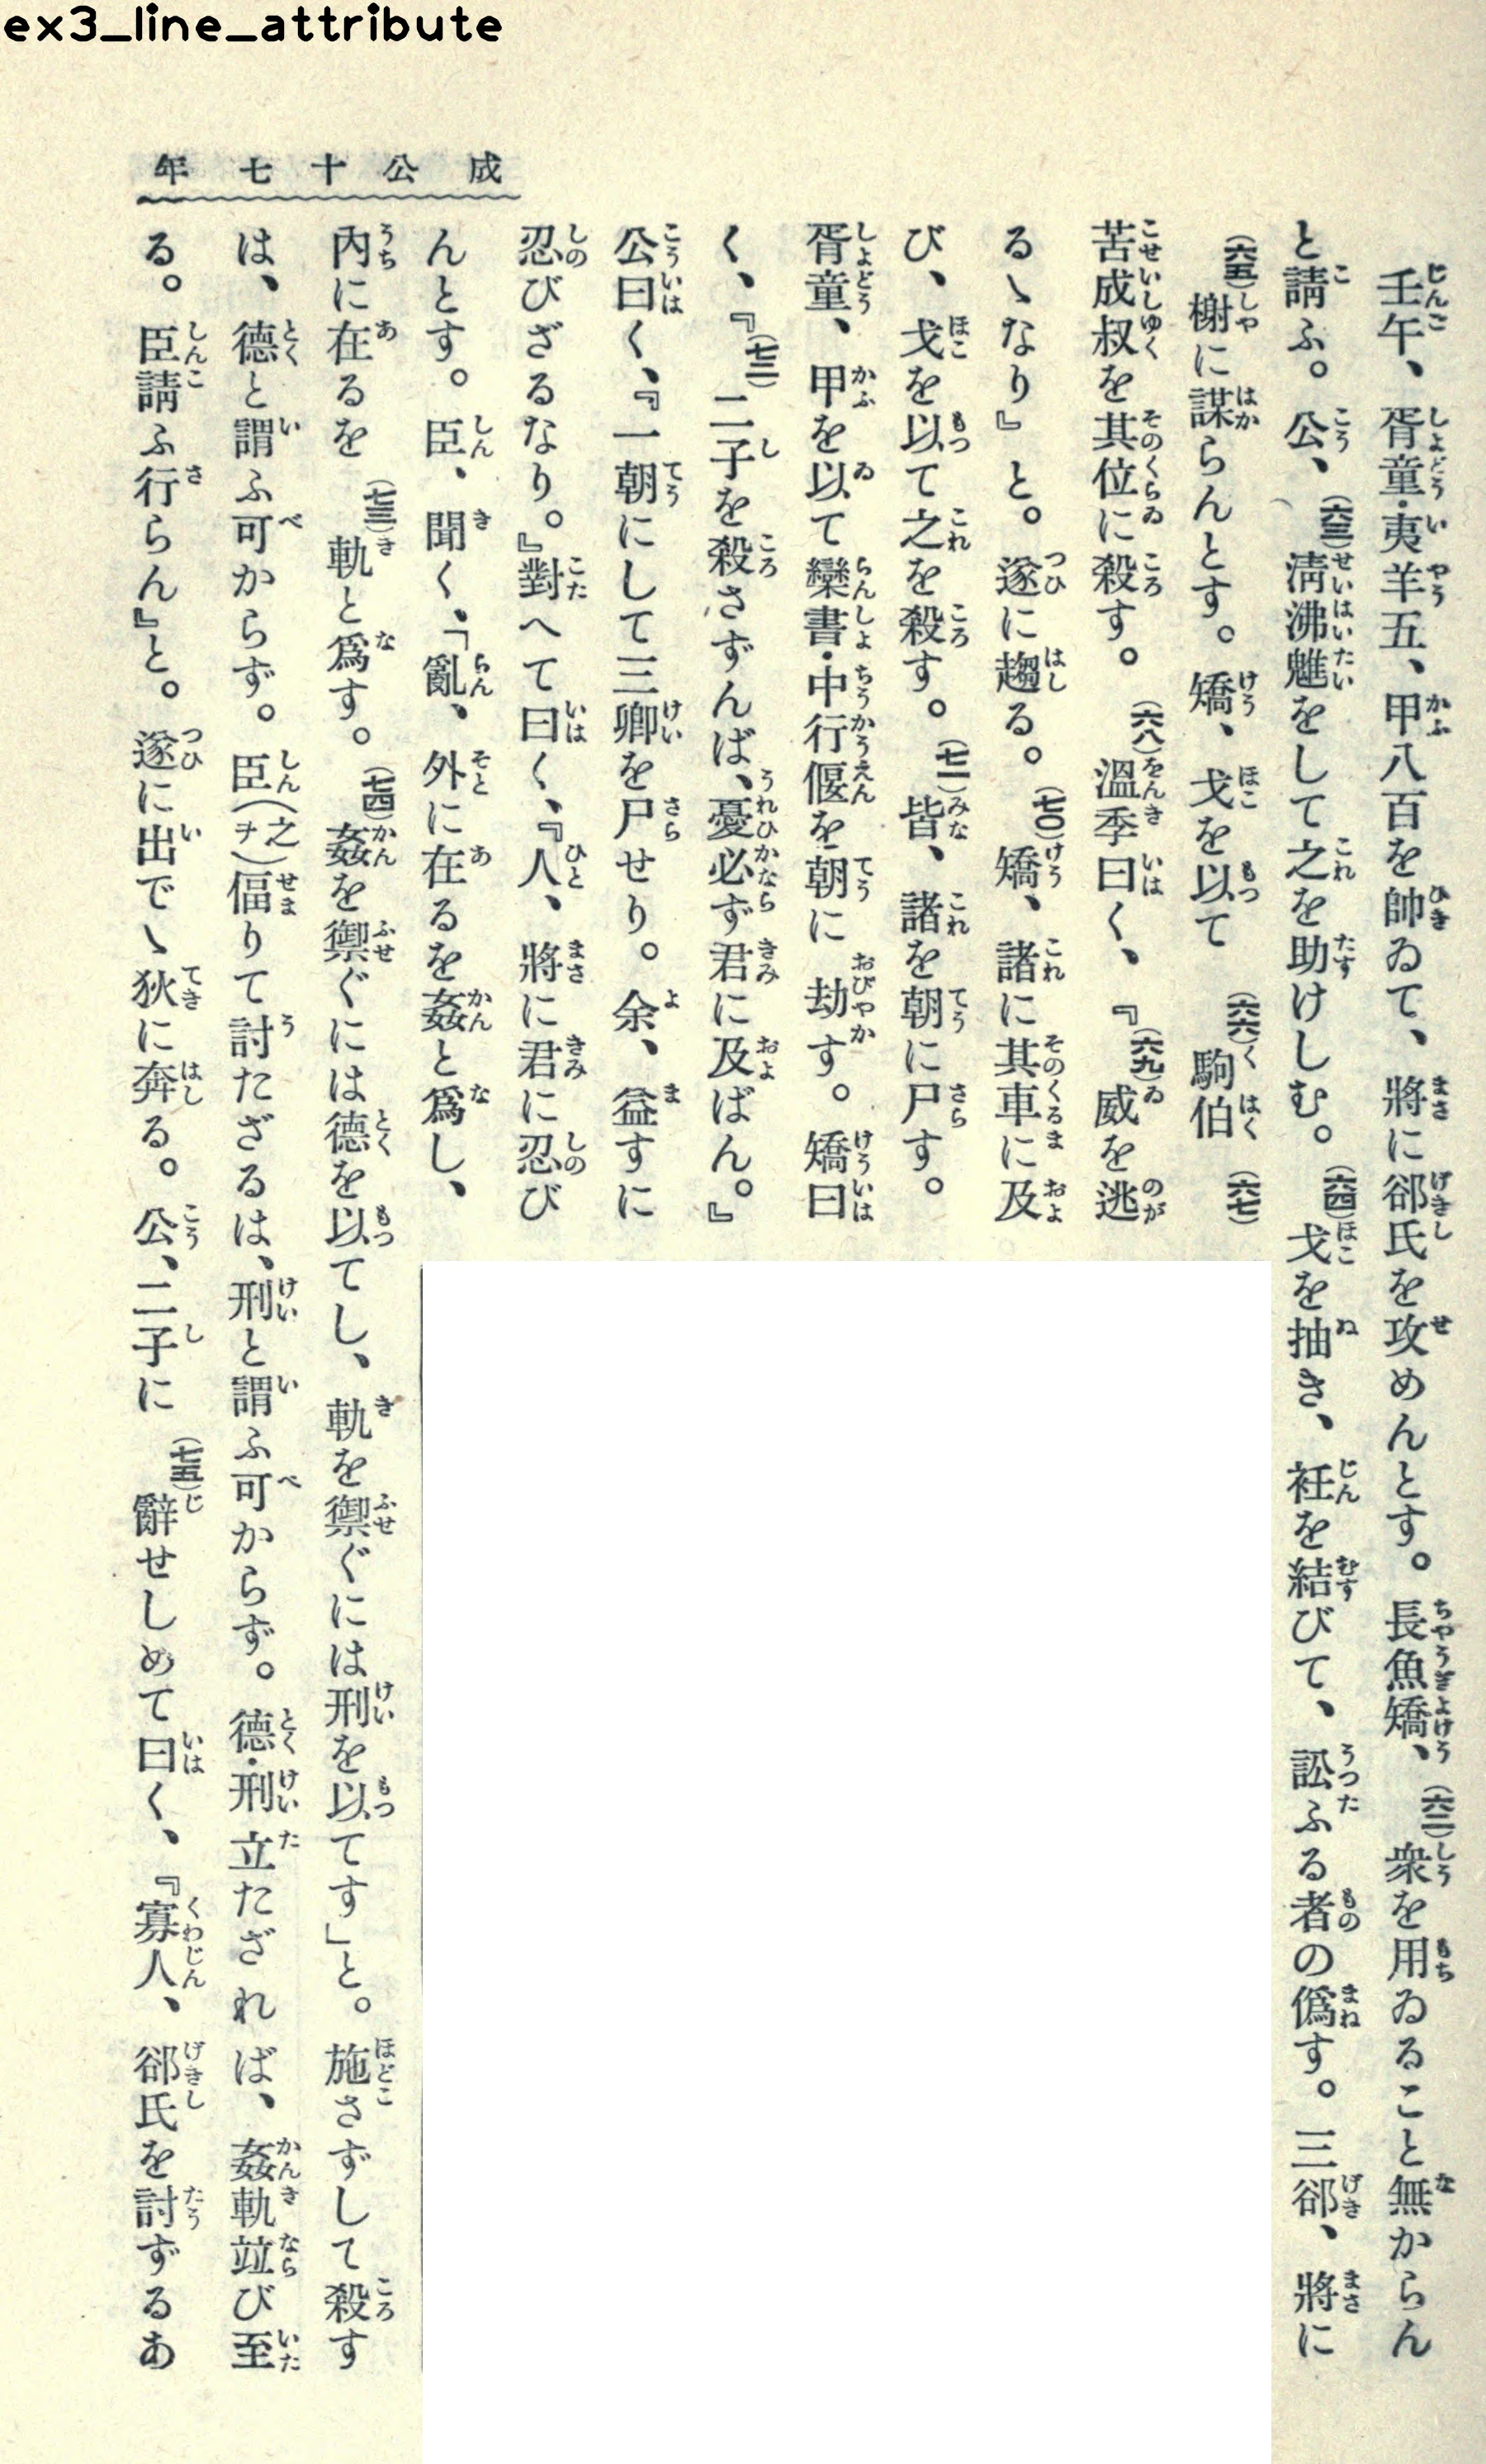 ex3_line_attribute
成公十七年
壬午、胥童・夷羊五、甲八百を帥ゐて、將に郤氏を攻めんとす。長魚矯、(六二)衆を用ゐること無からん
と請ふ。公、(六三)淸沸魋をして之を助けしむ。(六四)戈を抽き、衽を結びて、訟ふる者の僞す。三郤、將に
(六五)榭に謀らんとす。矯、戈を以て(六六)駒伯(六七)
苦成叔を其位に殺す。(六八)溫季曰く、『(六九)威を逃
るゝなり』と。遂に趨る。(七〇)矯、諸に其車に及
び、戈を以て之を殺す。(七一)皆、諸を朝に尸す。
胥童、甲を以て欒書・中行偃を朝に劫す。矯曰
く、『(七二)二子を殺さずんば、憂必ず君に及ばん。』
公曰く、『一朝にして三卿を尸せり。余、益すに
忍びざるなり。』對へて曰く、『人、將に君に忍び
んとす。臣、聞く、「亂、外に在るを姦と爲し、
內に在るを(七三)軌と爲す。(七四)姦を禦ぐには德を以てし、軌を禦ぐには刑を以てす」と。施さずして殺す
は、德と謂ふ可からず。臣(之ヲ)偪りて討たざるは、刑と謂ふ可からず。德・刑立たざれば、姦軌竝び至
る。臣請ふ行らん』と。遂に出でゝ狄に奔る。公、二子に(七五)辭せしめて曰く、『寡人、郤氏を討ずるあ